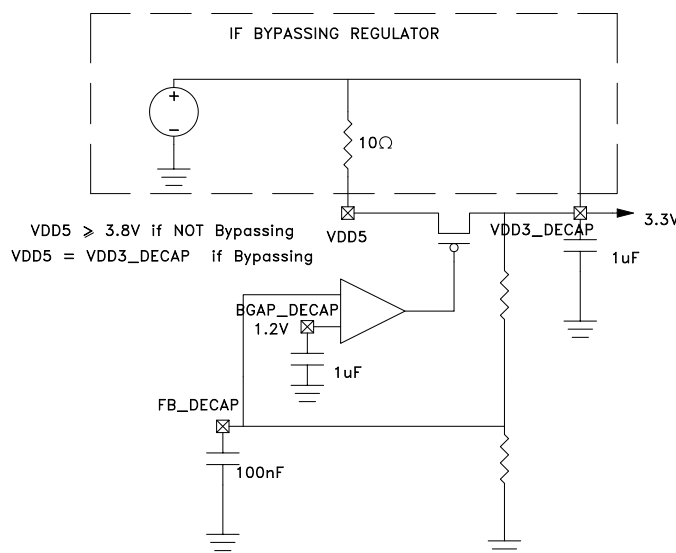 IF BYPASSING REGULATOR
+
−
10Ω
VDD5 ⩾ 3.8V if NOT Bypassing
VDD5 = VDD3_DECAP if Bypassing
VDD5
VDD3_DECAP
3.3V
1uF
BGAP_DECAP
1.2V
1uF
FB_DECAP
100nF